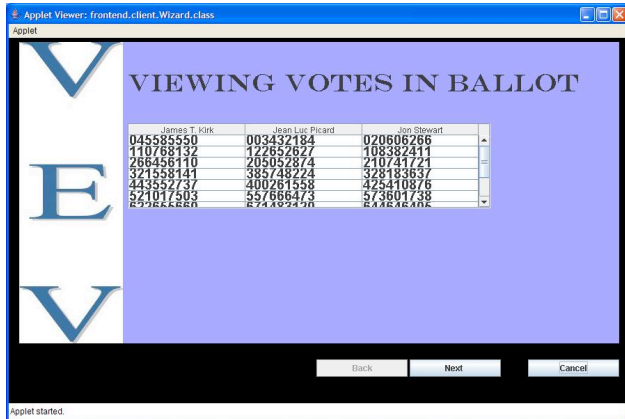 Applet Viewer: frontend.client.Wizard.class
Applet
V
E
V
VIEWING VOTES IN BALLOT
James T. Kirk Jean Luc Picard Jon Stewart
045585550 003432184 020606266
110768132 122652627 108382411
266456110 205052874 210741721
321558141 385748224 328183637
443552737 400261558 425410876
521017503 557666473 573601738
Back Next Cancel
Applet started.